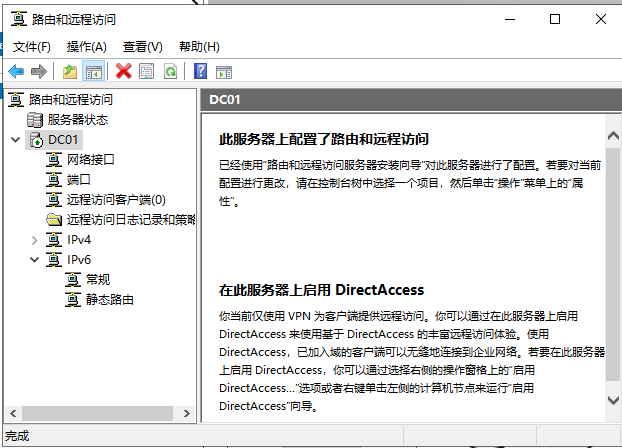 路由和远程访问
文件(F) 操作(A) 查看(V) 帮助(H)
路由和远程访问
服务器状态
DC01
网络接口
端口
远程访问客户端(0)
远程访问日志记录和策略
IPv4
IPv6
常规
静态路由
DC01
此服务器上配置了路由和远程访问
已经使用“路由和远程访问服务器安装向导”对此服务器进行了配置。若要对当前
配置进行更改，请在控制台树中选择一个项目，然后单击“操作”菜单上的“属
性”。
在此服务器上启用 DirectAccess
你当前仅使用 VPN 为客户端提供远程访问。你可以通过在此服务器上启用
DirectAccess 来使用基于 DirectAccess 的丰富远程访问体验。使用
DirectAccess，已加入域的客户端可以无缝地连接到企业网络。若要在此服务器
上启用 DirectAccess，你可以通过选择右侧的操作窗格上的“启用
DirectAccess...”选项或者右键单击左侧的计算机节点来运行“启用
DirectAccess”向导。
完成